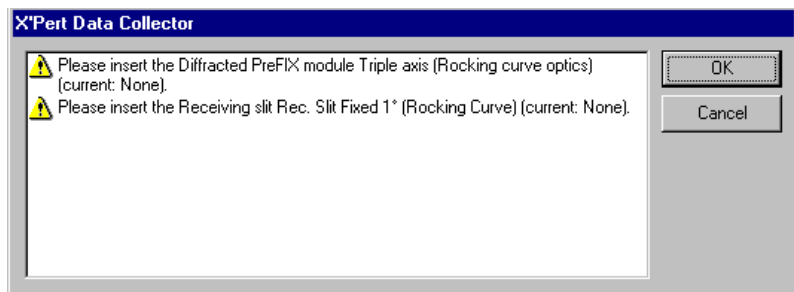 X'Pert Data Collector
Please insert the Diffracted PreFIX module Triple axis (Rocking curve optics)
(current: None).
Please insert the Receiving slit Rec. Slit Fixed 1° (Rocking Curve) (current: None).
OK
Cancel